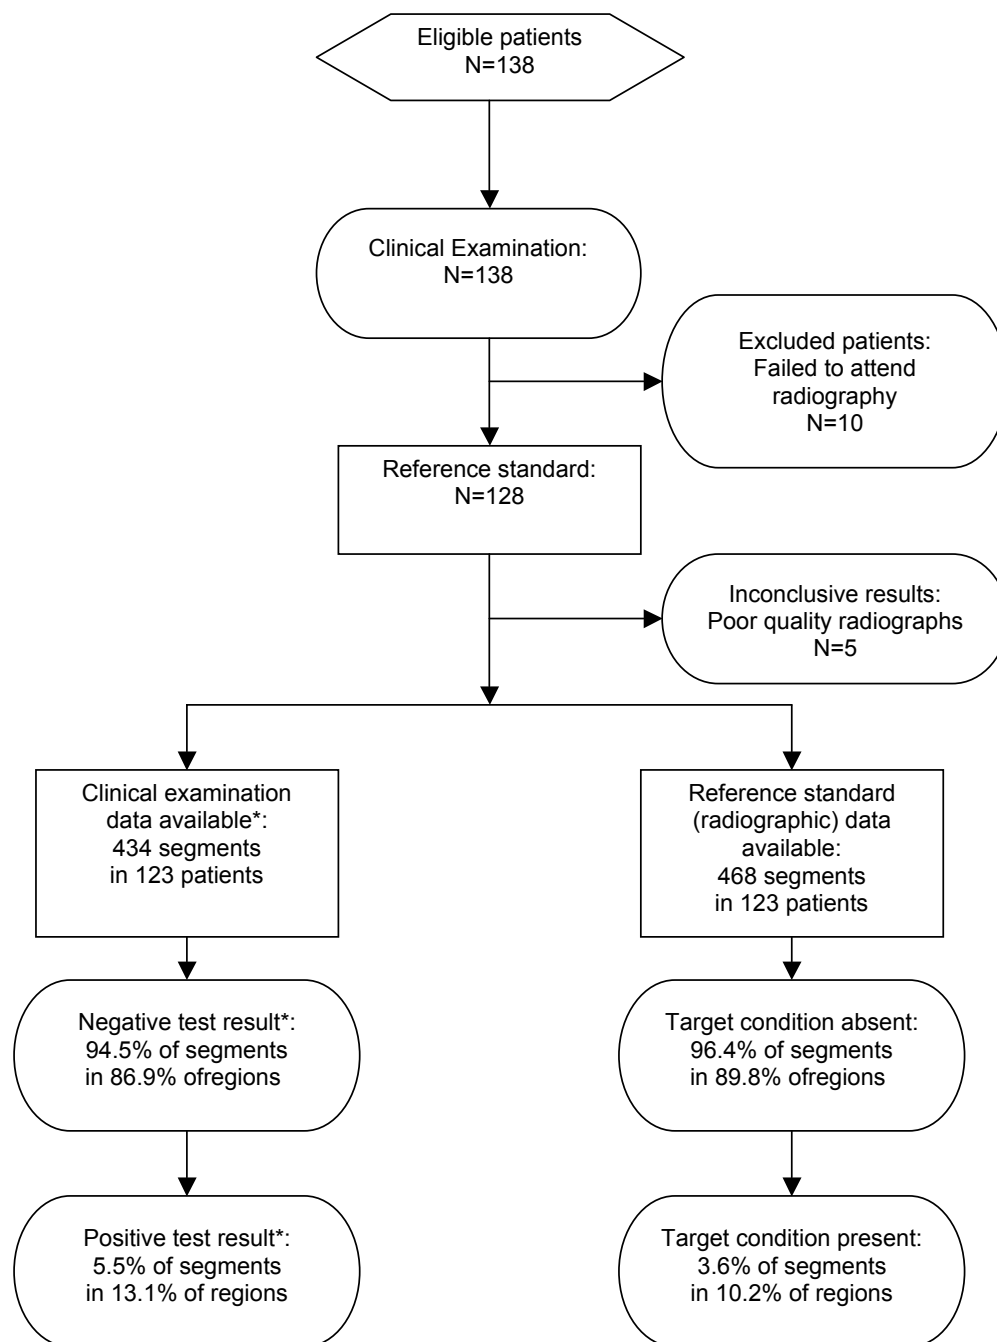 Eligible patients
N=138
Clinical Examination:
N=138
Excluded patients:
Failed to attend
radiography
N=10
Reference standard:
N=128
Inconclusive results:
Poor quality radiographs
N=5
Clinical examination
data available*:
434 segments
in 123 patients
Reference standard
(radiographic) data
available:
468 segments
in 123 patients
Negative test result*:
94.5% of segments
in 86.9% ofregions
Target condition absent:
96.4% of segments
in 89.8% ofregions
Positive test result*:
5.5% of segments
in 13.1% of regions
Target condition present:
3.6% of segments
in 10.2% of regions